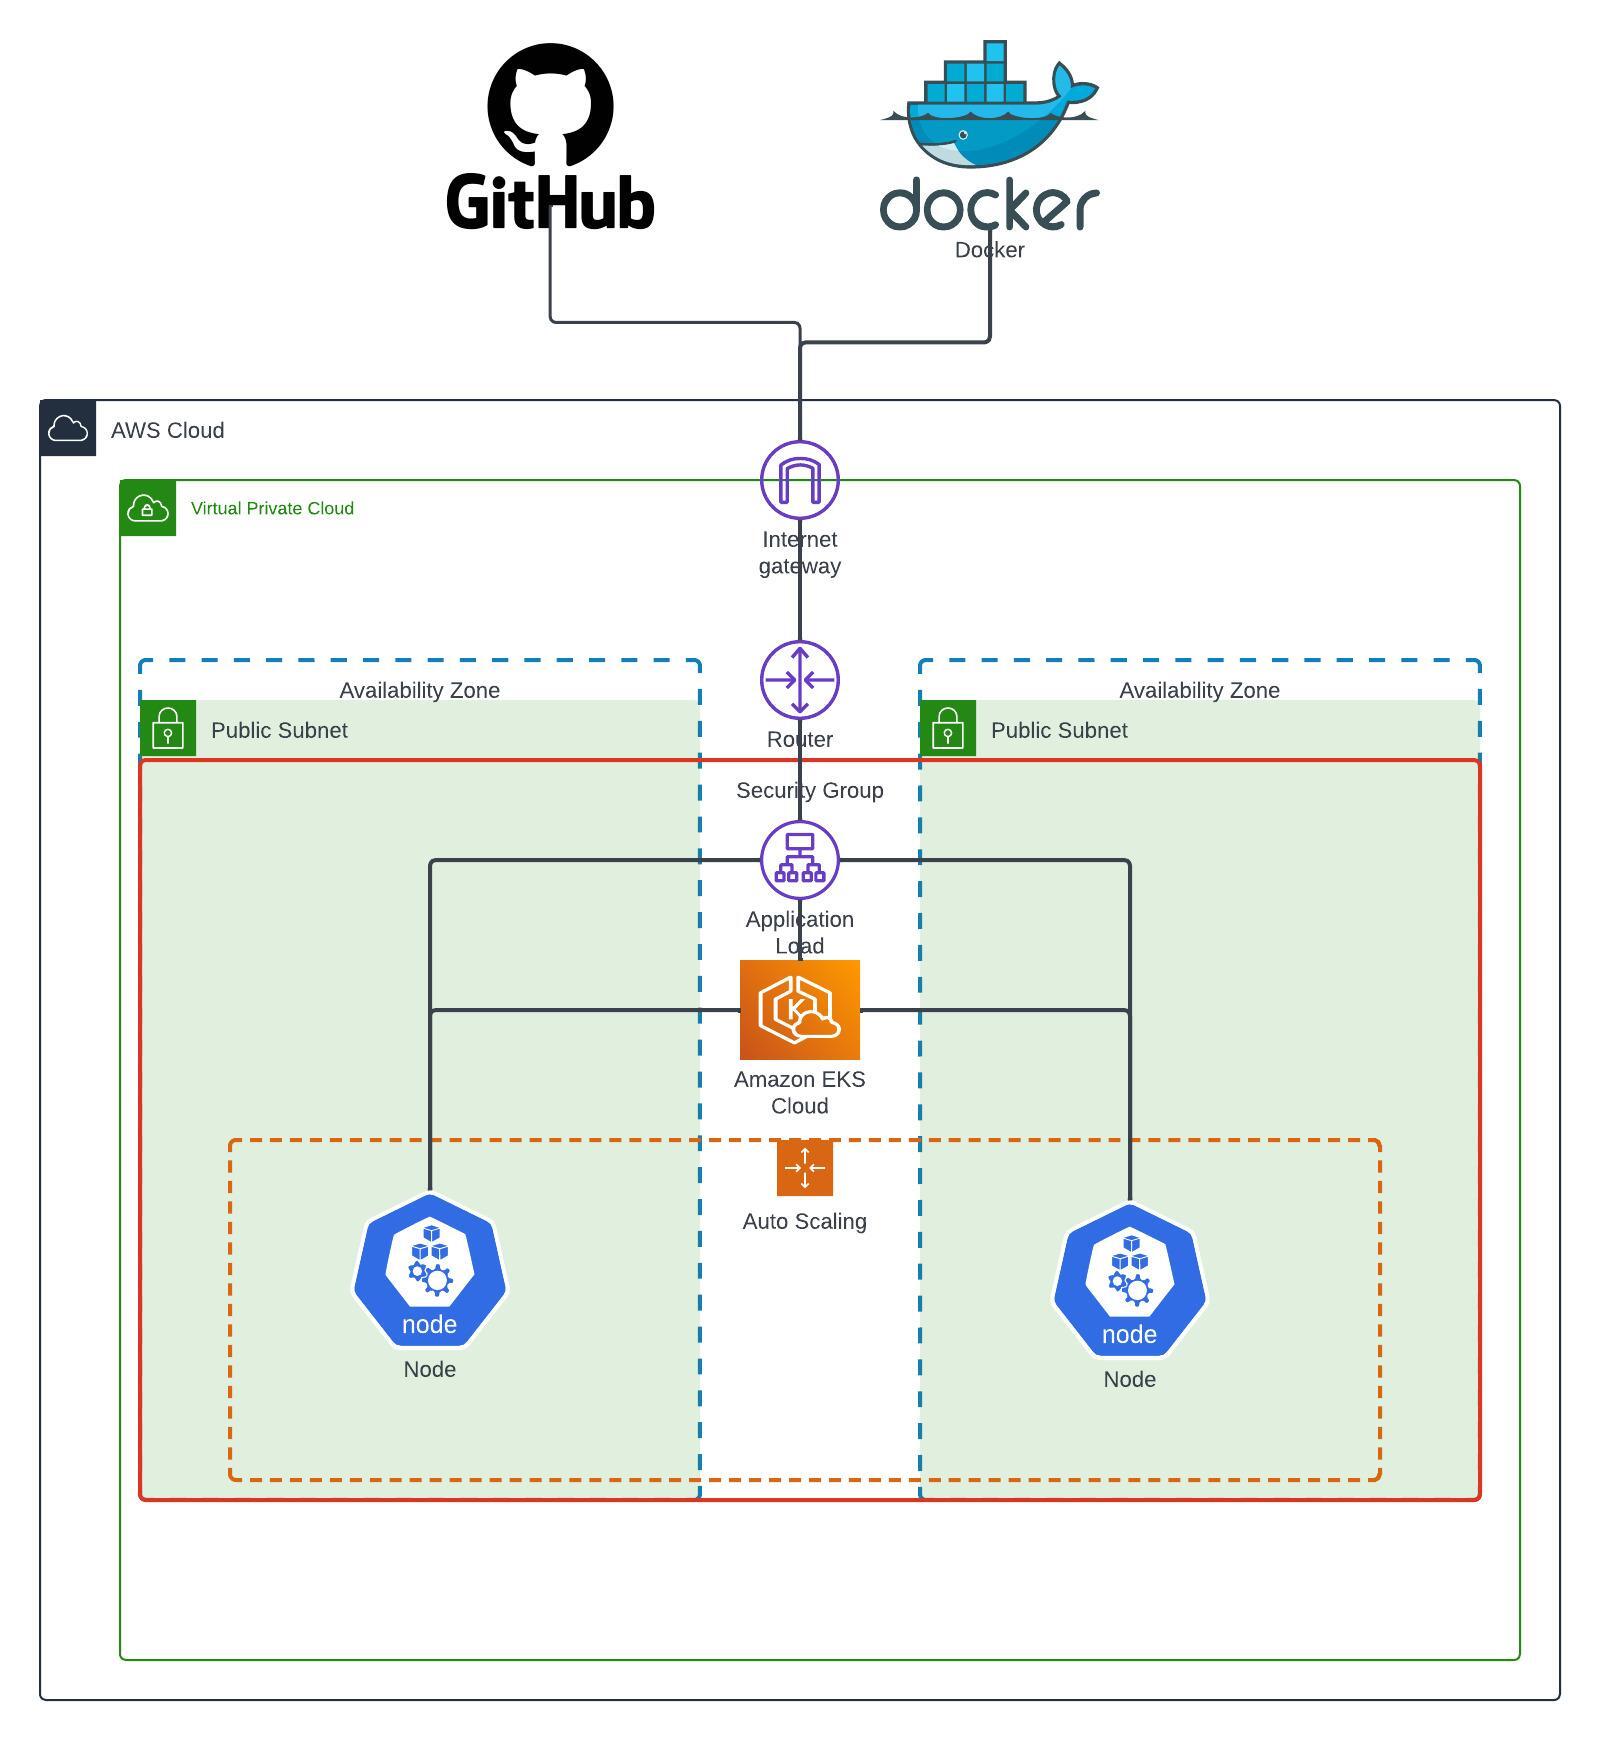 GitHub
docker
Docker
AWS Cloud
Virtual Private Cloud
Internet
gateway
Availability Zone
Availability Zone
Public Subnet
Router
Public Subnet
Security Group
Application
Load
K
Amazon EKS
Cloud
Auto Scaling
node
Node
node
Node